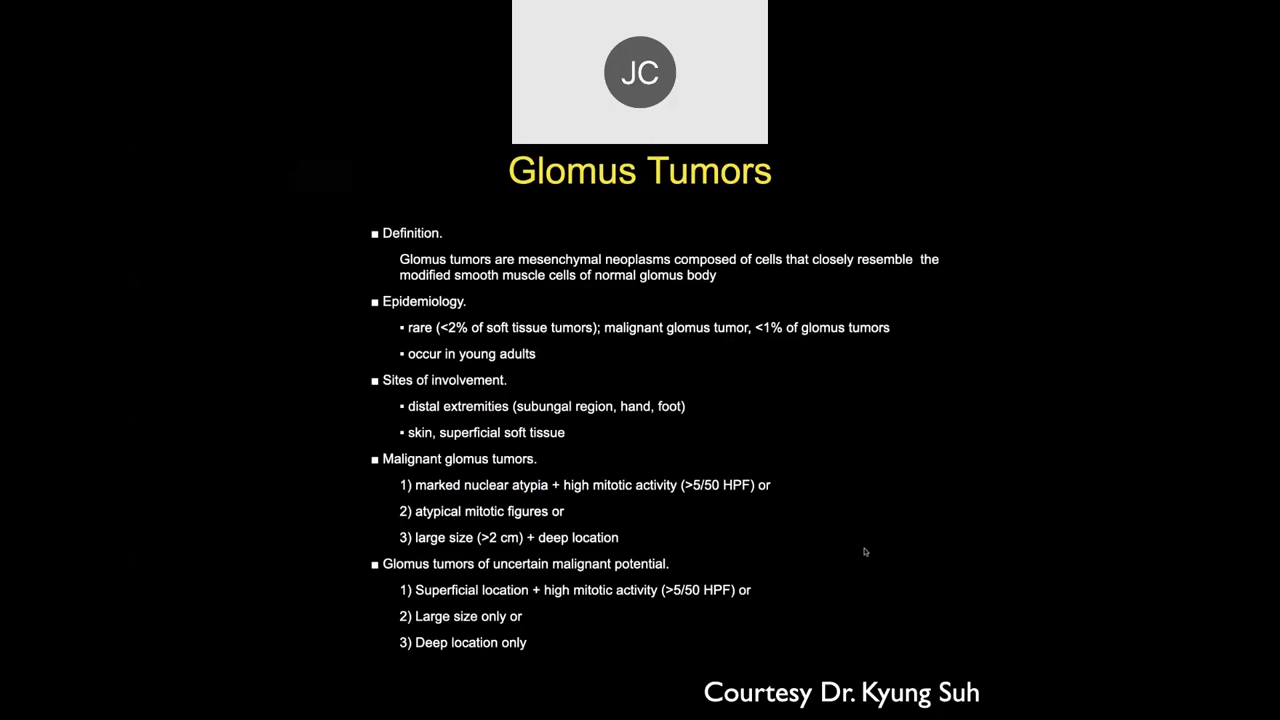 JC
Glomus Tumors
■ Definition.
Glomus tumors are mesenchymal neoplasms composed of cells that closely resemble the
modified smooth muscle cells of normal glomus body
■ Epidemiology.
▪ rare (<2% of soft tissue tumors); malignant glomus tumor, <1% of glomus tumors
▪ occur in young adults
■ Sites of involvement.
▪ distal extremities (subungal region, hand, foot)
▪ skin, superficial soft tissue
■ Malignant glomus tumors.
1) marked nuclear atypia + high mitotic activity (>5/50 HPF) or
2) atypical mitotic figures or
3) large size (>2 cm) + deep location
■ Glomus tumors of uncertain malignant potential.
1) Superficial location + high mitotic activity (>5/50 HPF) or
2) Large size only or
3) Deep location only
Courtesy Dr. Kyung Suh